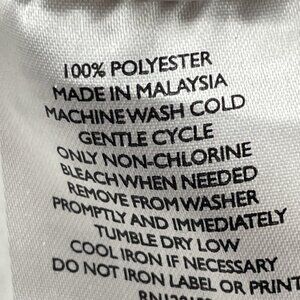 100% POLYESTER
MADE IN MALAYSIA
MACHINE WASH COLD
GENTLE CYCLE
ONLY NON-CHLORINE
BLEACH WHEN NEEDED
REMOVE FROM WASHER
PROMPTLY AND IMMEDIATELY
TUMBLE DRY LOW
COOL IRON IF NECESSARY
DO NOT IRON LABEL OR PRINT